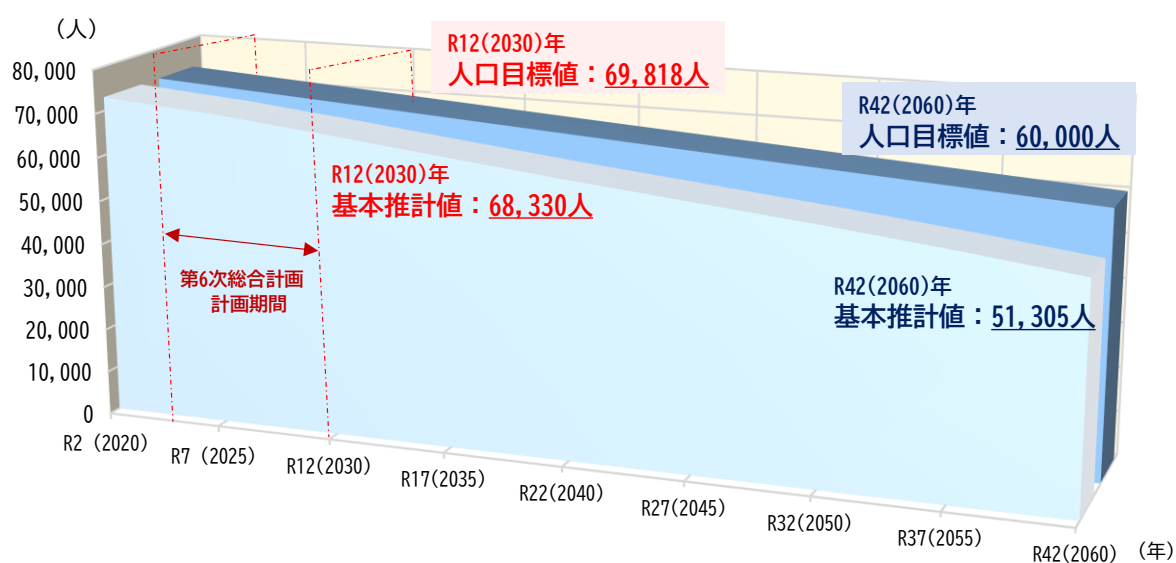 （人）
80,000
70,000
60,000
50,000
40,000
30,000
20,000
10,000
0
R12(2030)年
人口目標値：69,818人
R42(2060)年
人口目標値：60,000人
R12(2030)年
基本推計値：68,330人
第6次総合計画
計画期間
R42(2060)年
基本推計値：51,305人
R2（2020）
R7（2025）
R12(2030)
R17(2035)
R22(2040)
R27(2045)
R32(2050)
R37(2055)
R42(2060)
（年）